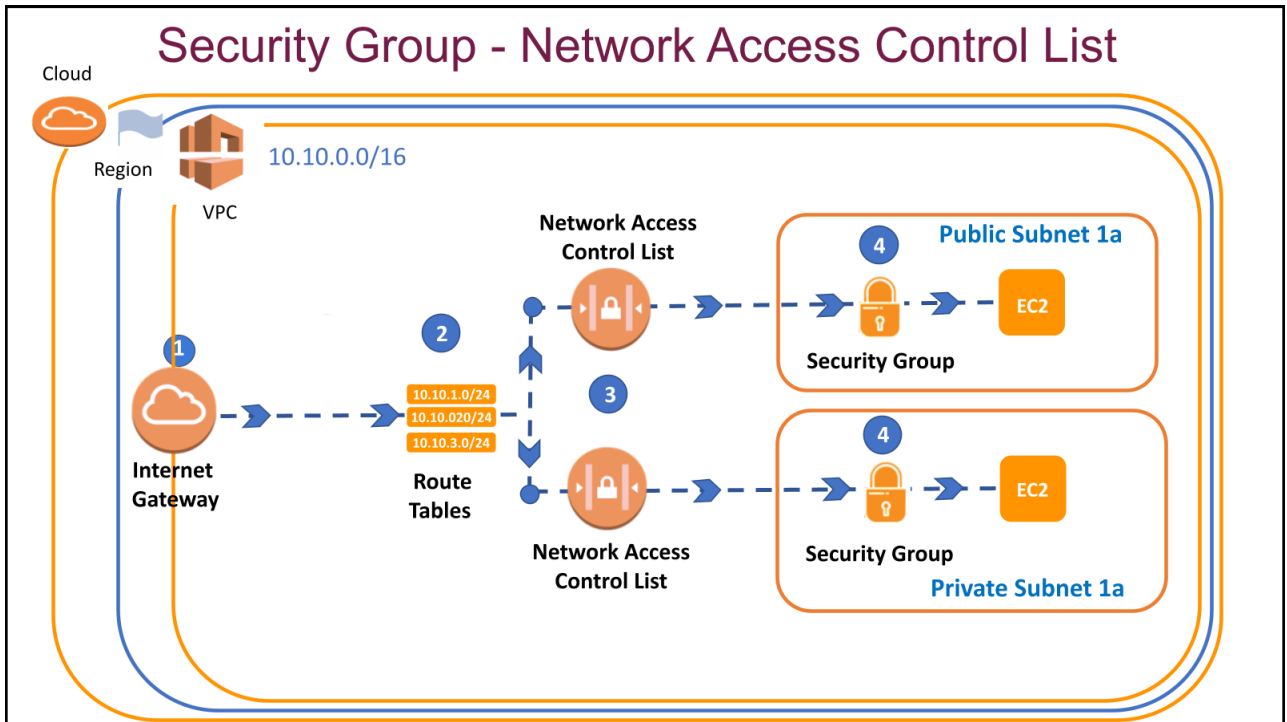 Security Group - Network Access Control List
Cloud
Region
VPC
10.10.0.0/16
Network Access
Control List
Public Subnet 1a
4
EC2
Security Group
1
2
3
10.10.1.0/24
10.10.020/24
10.10.3.0/24
Internet
Gateway
Route
Tables
Network Access
Control List
4
EC2
Security Group
Private Subnet 1a